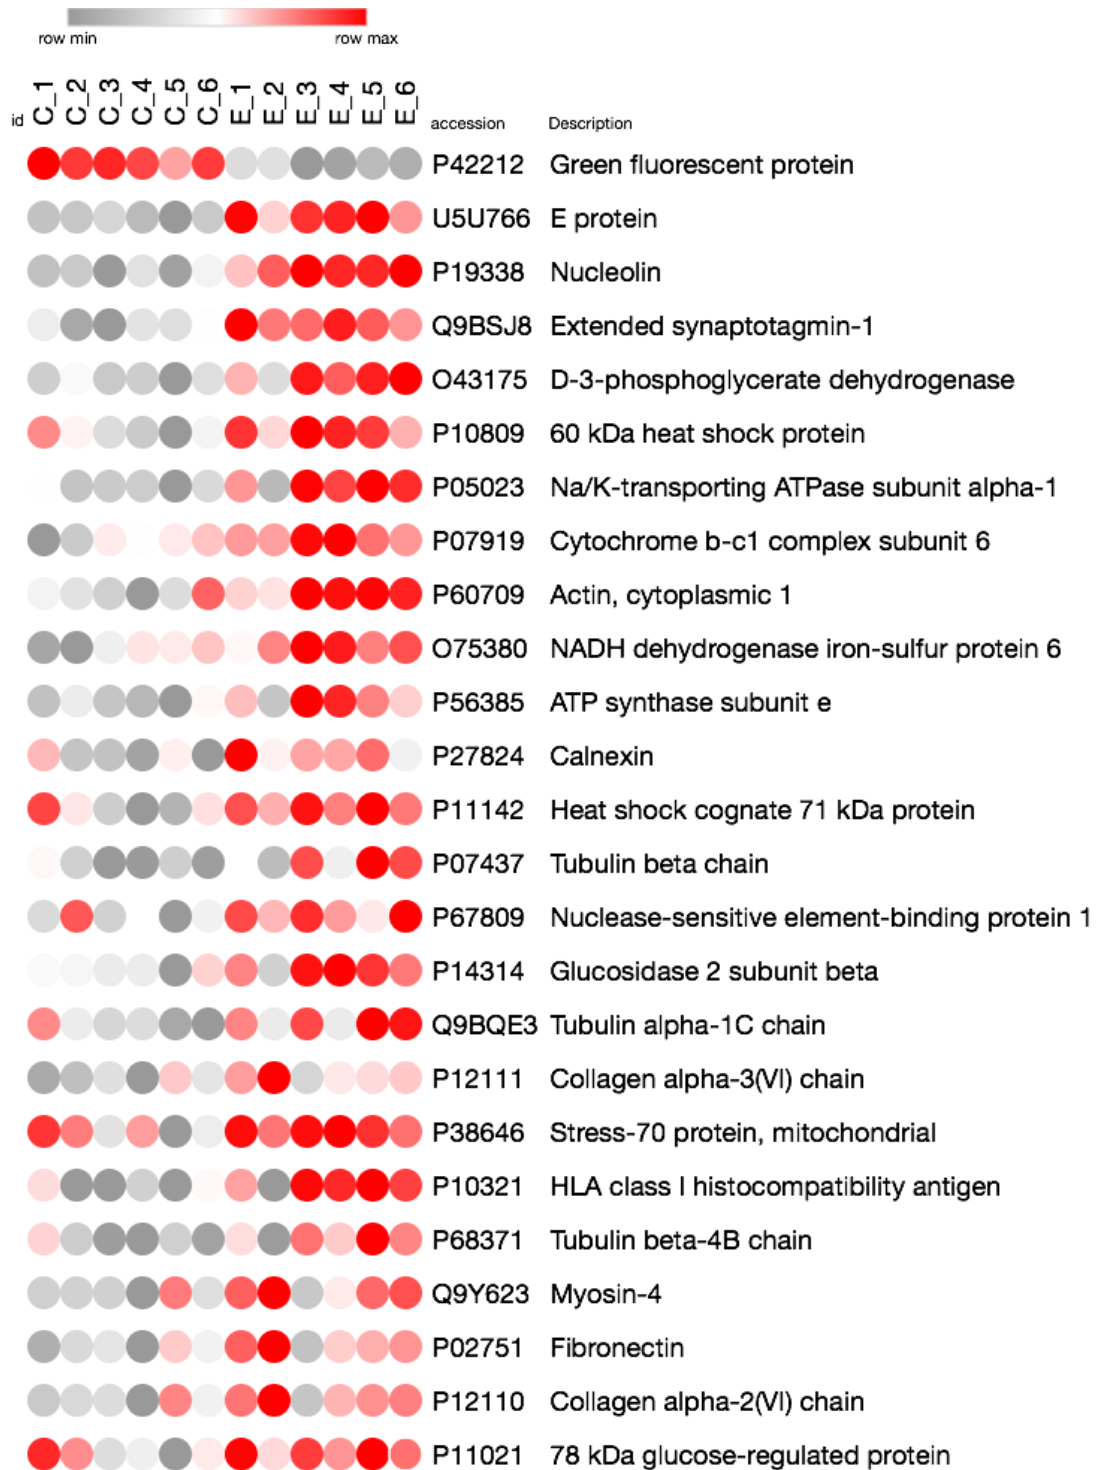 row min row max
id C_1 C_2 C_3 C_4 C_5 C_6 E_1 E_2 E_3 E_4 E_5 E_6 accession Description
P42212 Green fluorescent protein
U5U766 E protein
P19338 Nucleolin
Q9BSJ8 Extended synaptotagmin-1
O43175 D-3-phosphoglycerate dehydrogenase
P10809 60 kDa heat shock protein
P05023 Na/K-transporting ATPase subunit alpha-1
P07919 Cytochrome b-c1 complex subunit 6
P60709 Actin, cytoplasmic 1
O75380 NADH dehydrogenase iron-sulfur protein 6
P56385 ATP synthase subunit e
P27824 Calnexin
P11142 Heat shock cognate 71 kDa protein
P07437 Tubulin beta chain
P67809 Nuclease-sensitive element-binding protein 1
P14314 Glucosidase 2 subunit beta
Q9BQE3 Tubulin alpha-1C chain
P12111 Collagen alpha-3(VI) chain
P38646 Stress-70 protein, mitochondrial
P10321 HLA class I histocompatibility antigen
P68371 Tubulin beta-4B chain
Q9Y623 Myosin-4
P02751 Fibronectin
P12110 Collagen alpha-2(VI) chain
P11021 78 kDa glucose-regulated protein